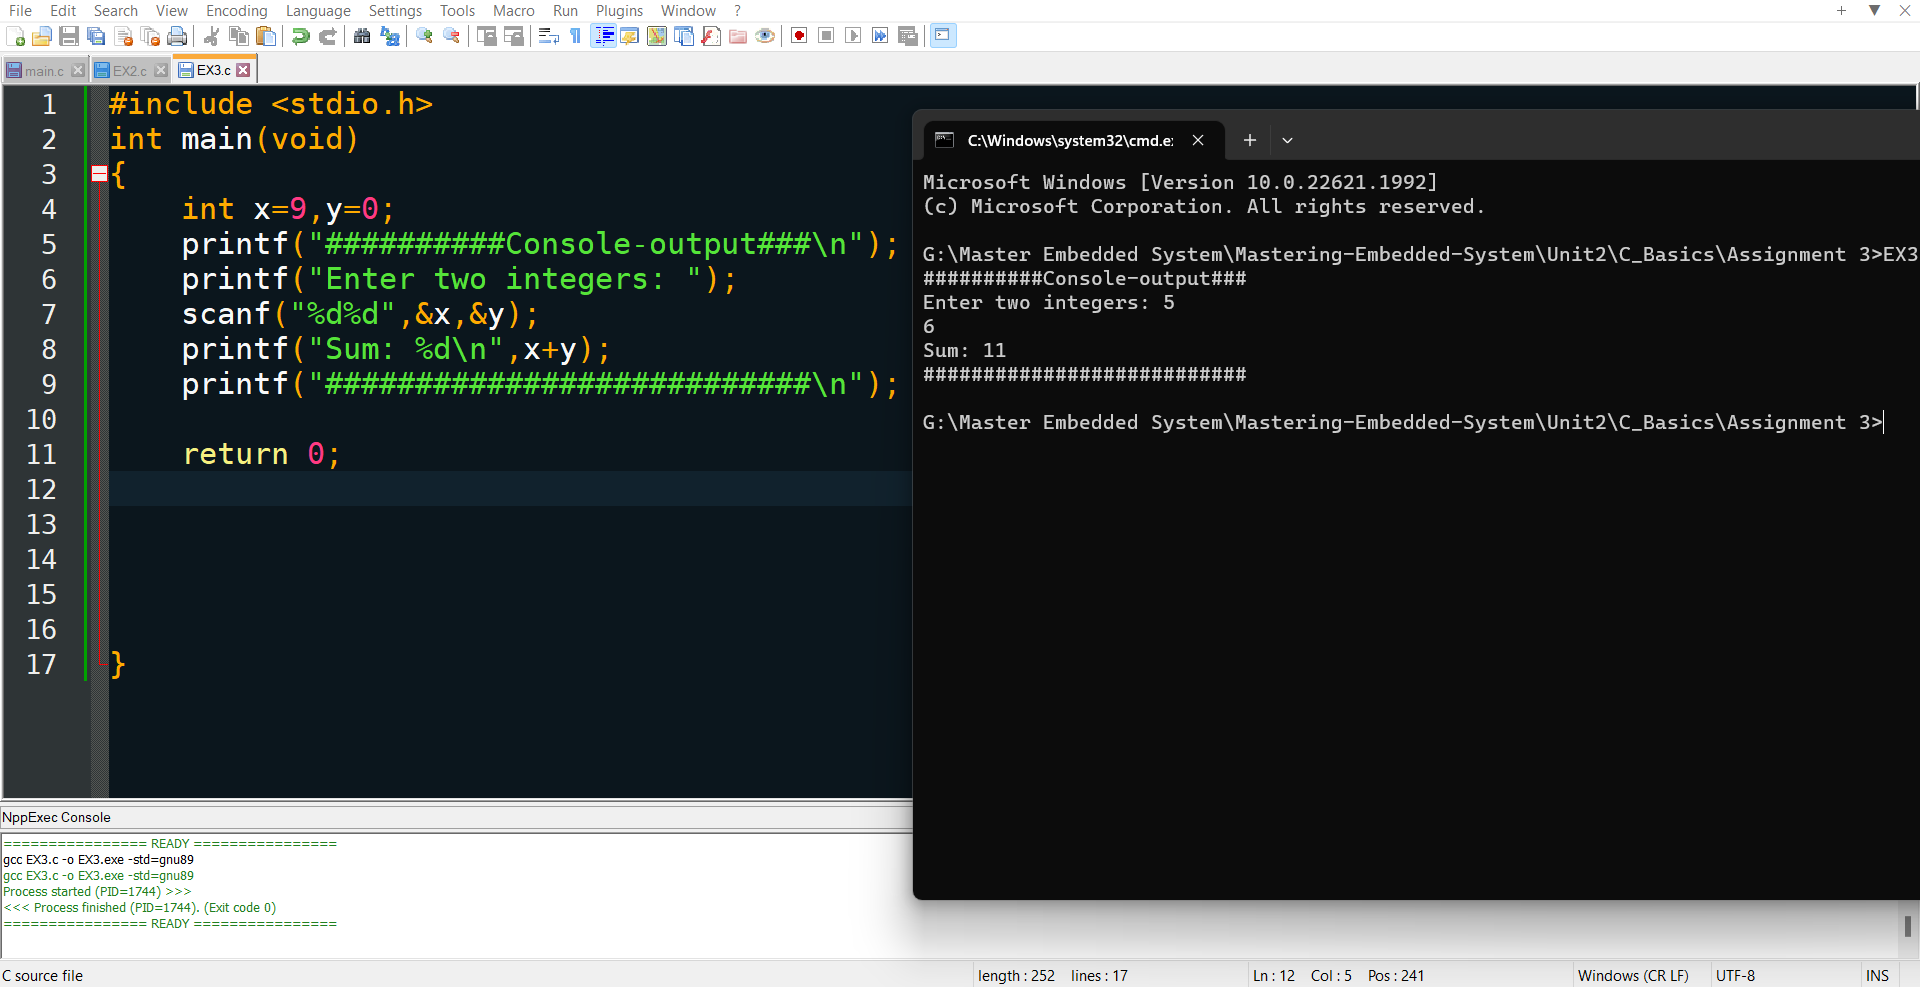 File Edit Search View Encoding Language Settings Tools Macro Run Plugins Window ?
main.c EX2.c EX3.c
1 #include <stdio.h>
2 int main(void)
3 {
4 int x=9,y=0;
5 printf("##########Console-output###\n");
6 printf("Enter two integers: ");
7 scanf("%d%d",&x,&y);
8 printf("Sum: %d\n",x+y);
9 printf("###########################\n");
10
11 return 0;
12
13
14
15
16
17 }
C:\Windows\system32\cmd.e
Microsoft Windows [Version 10.0.22621.1992]
(c) Microsoft Corporation. All rights reserved.
G:\Master Embedded System\Mastering-Embedded-System\Unit2\C_Basics\Assignment 3>EX3
##########Console-output###
Enter two integers: 5
6
Sum: 11
###########################
G:\Master Embedded System\Mastering-Embedded-System\Unit2\C_Basics\Assignment 3>
NppExec Console
================ READY ================
gcc EX3.c -o EX3.exe -std=gnu89
gcc EX3.c -o EX3.exe -std=gnu89
Process started (PID=1744) >>>
<<< Process finished (PID=1744). (Exit code 0)
================ READY ================
C source file length : 252 lines : 17 Ln : 12 Col : 5 Pos : 241 Windows (CR LF) UTF-8 INS